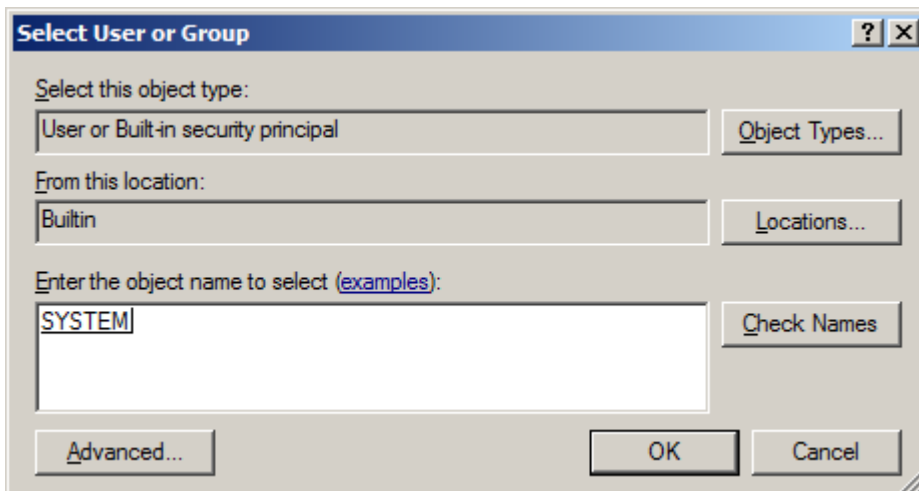 Select User or Group
Select this object type:
User or Built-in security principal
Object Types...
From this location:
Builtin
Locations...
Enter the object name to select (examples):
SYSTEM
Check Names
Advanced...
OK
Cancel